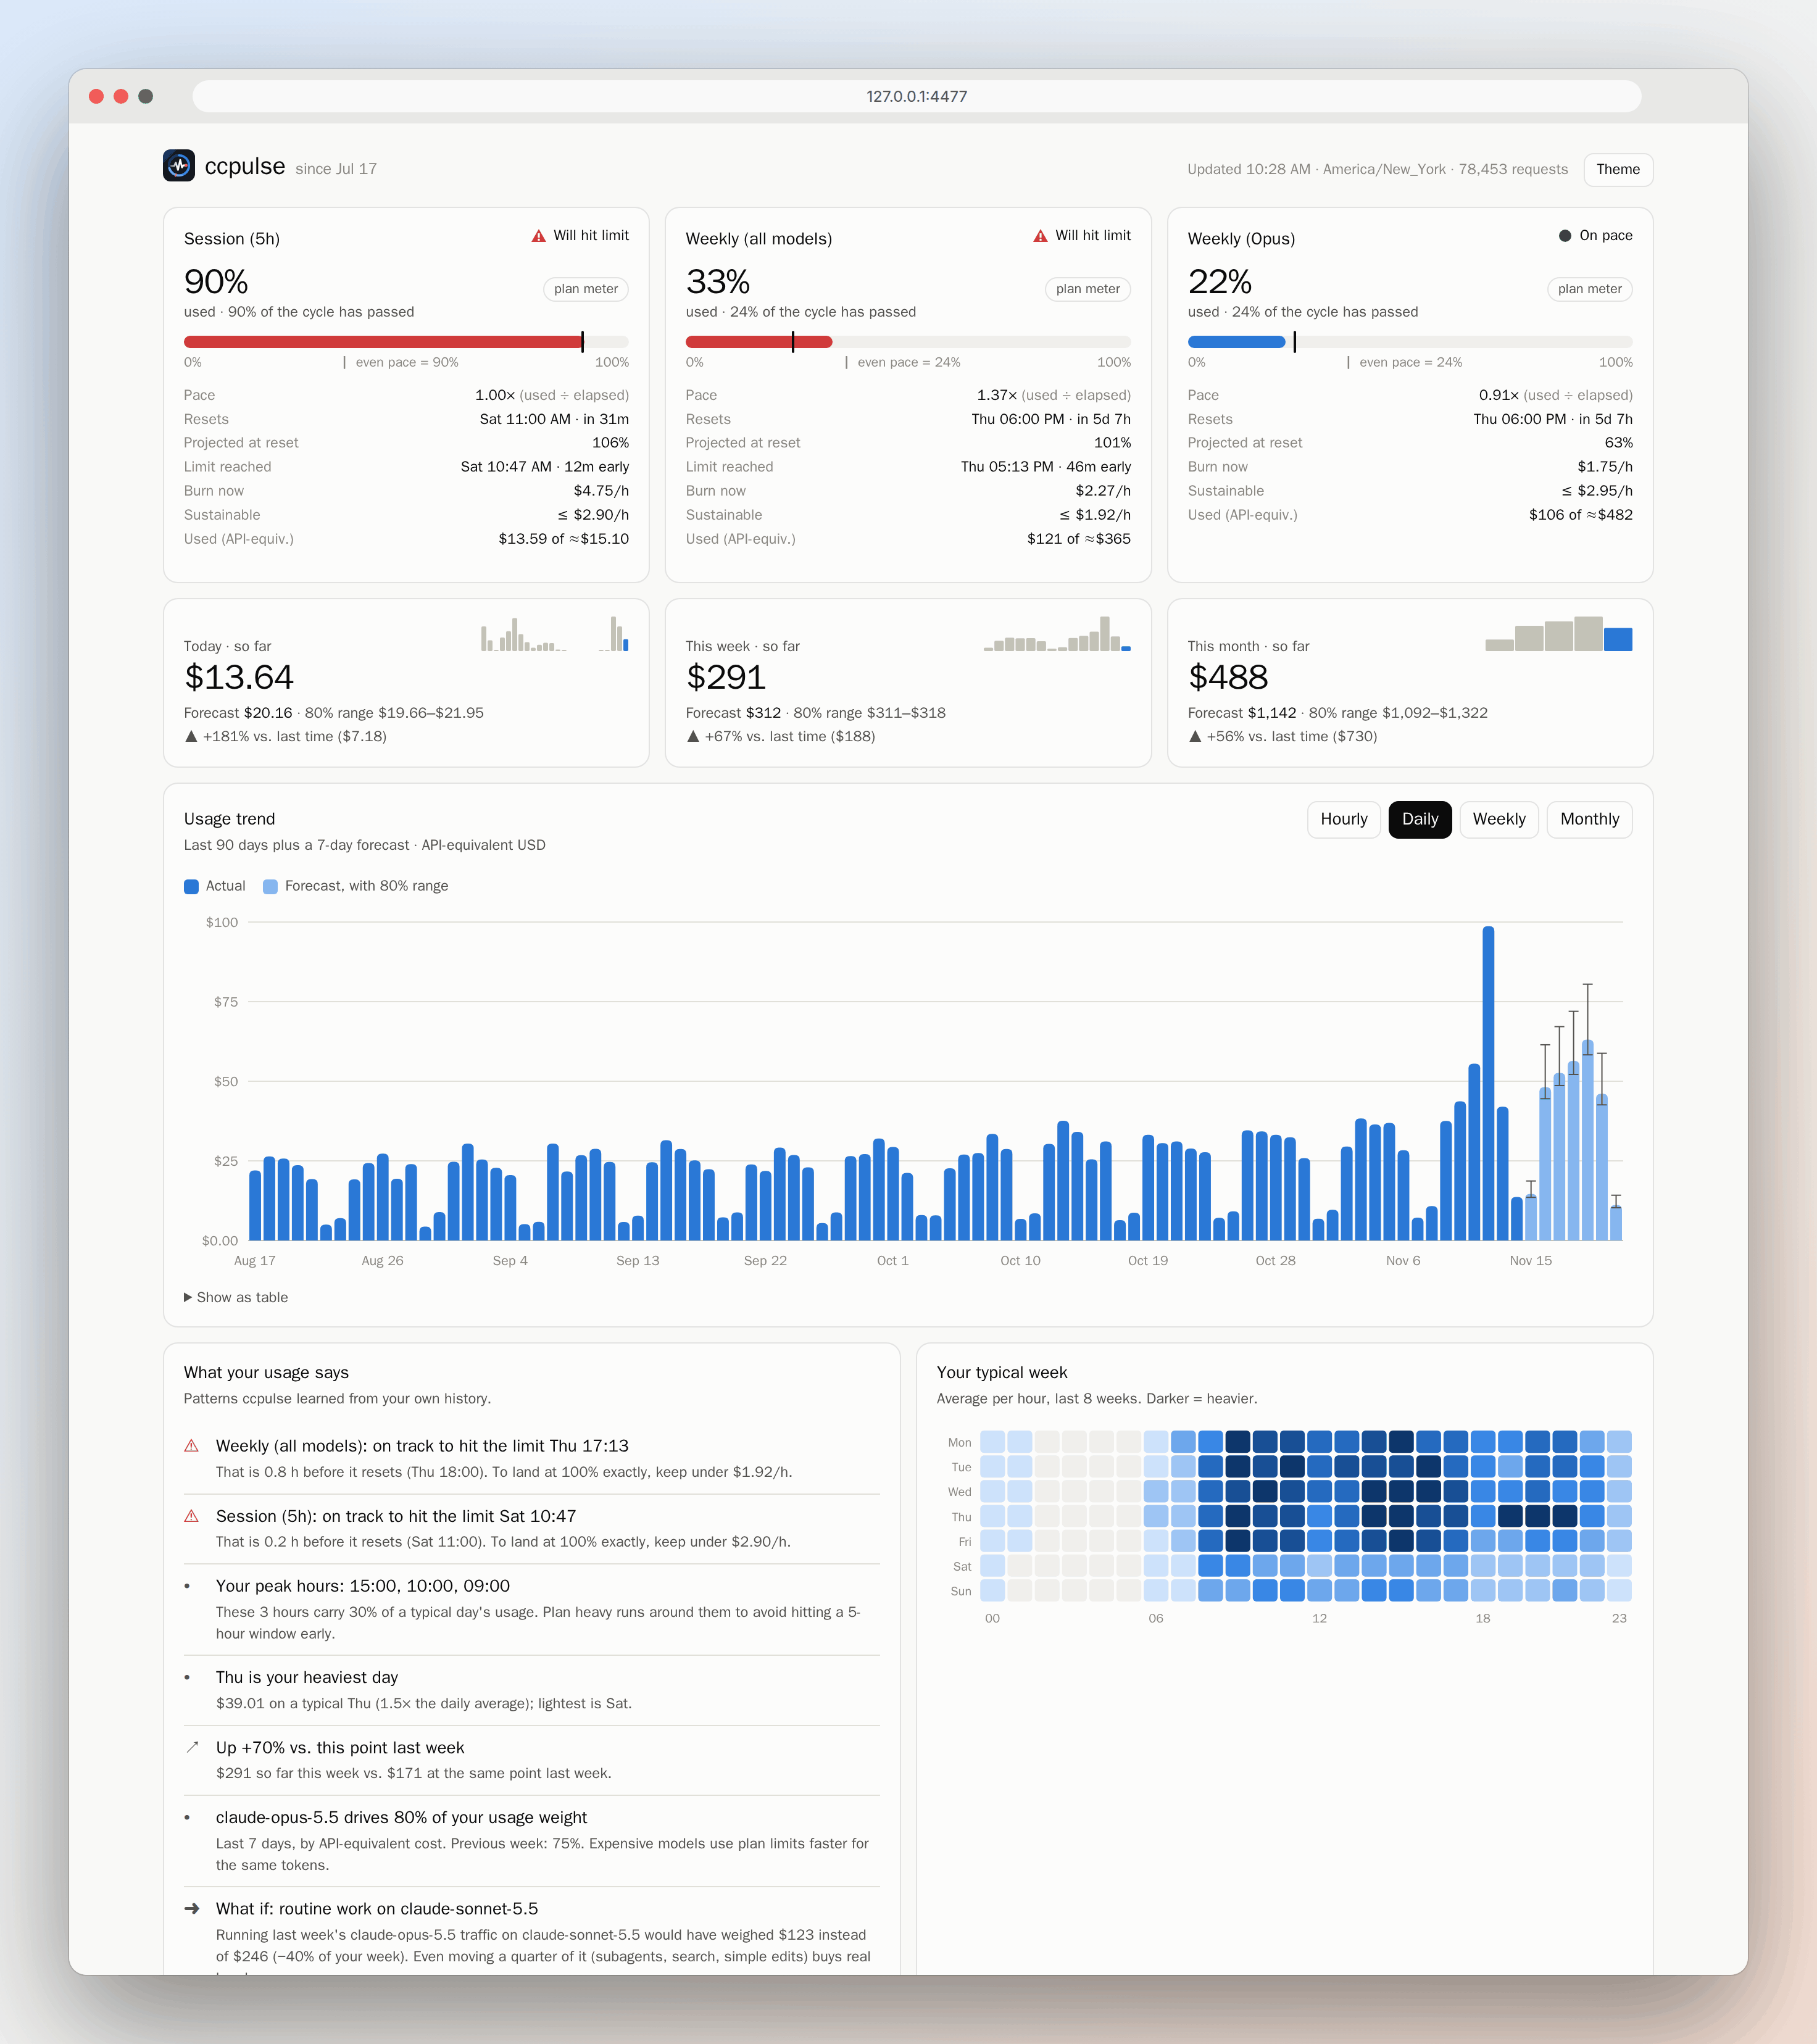 127.0.0.1:4477
ccpulse since Jul 17
Updated 10:28 AM · America/New_York · 78,453 requests
Theme
Session (5h)
Will hit limit
90%
plan meter
used · 90% of the cycle has passed
0%
| even pace = 90%
100%
Pace 1.00× (used ÷ elapsed)
Resets Sat 11:00 AM · in 31m
Projected at reset 106%
Limit reached Sat 10:47 AM · 12m early
Burn now $4.75/h
Sustainable ≤ $2.90/h
Used (API-equiv.) $13.59 of ≈$15.10
Weekly (all models)
Will hit limit
33%
plan meter
used · 24% of the cycle has passed
0%
| even pace = 24%
100%
Pace 1.37× (used ÷ elapsed)
Resets Thu 06:00 PM · in 5d 7h
Projected at reset 101%
Limit reached Thu 05:13 PM · 46m early
Burn now $2.27/h
Sustainable ≤ $1.92/h
Used (API-equiv.) $121 of ≈$365
Weekly (Opus)
On pace
22%
plan meter
used · 24% of the cycle has passed
0%
| even pace = 24%
100%
Pace 0.91× (used ÷ elapsed)
Resets Thu 06:00 PM · in 5d 7h
Projected at reset 63%
Burn now $1.75/h
Sustainable ≤ $2.95/h
Used (API-equiv.) $106 of ≈$482
Today · so far
$13.64
Forecast $20.16 · 80% range $19.66–$21.95
▲ +181% vs. last time ($7.18)
This week · so far
$291
Forecast $312 · 80% range $311–$318
▲ +67% vs. last time ($188)
This month · so far
$488
Forecast $1,142 · 80% range $1,092–$1,322
▲ +56% vs. last time ($730)
Usage trend
Last 90 days plus a 7-day forecast · API-equivalent USD
Hourly
Daily
Weekly
Monthly
Actual
Forecast, with 80% range
$100
$75
$50
$25
$0.00
Aug 17
Aug 26
Sep 4
Sep 13
Sep 22
Oct 1
Oct 10
Oct 19
Oct 28
Nov 6
Nov 15
▶ Show as table
What your usage says
Patterns ccpulse learned from your own history.
⚠ Weekly (all models): on track to hit the limit Thu 17:13
That is 0.8 h before it resets (Thu 18:00). To land at 100% exactly, keep under $1.92/h.
⚠ Session (5h): on track to hit the limit Sat 10:47
That is 0.2 h before it resets (Sat 11:00). To land at 100% exactly, keep under $2.90/h.
• Your peak hours: 15:00, 10:00, 09:00
These 3 hours carry 30% of a typical day's usage. Plan heavy runs around them to avoid hitting a 5-
hour window early.
• Thu is your heaviest day
$39.01 on a typical Thu (1.5× the daily average); lightest is Sat.
↗ Up +70% vs. this point last week
$291 so far this week vs. $171 at the same point last week.
• claude-opus-5.5 drives 80% of your usage weight
Last 7 days, by API-equivalent cost. Previous week: 75%. Expensive models use plan limits faster for
the same tokens.
➜ What if: routine work on claude-sonnet-5.5
Running last week's claude-opus-5.5 traffic on claude-sonnet-5.5 would have weighed $123 instead
of $246 (−40% of your week). Even moving a quarter of it (subagents, search, simple edits) buys real
Your typical week
Average per hour, last 8 weeks. Darker = heavier.
Mon
Tue
Wed
Thu
Fri
Sat
Sun
00
06
12
18
23